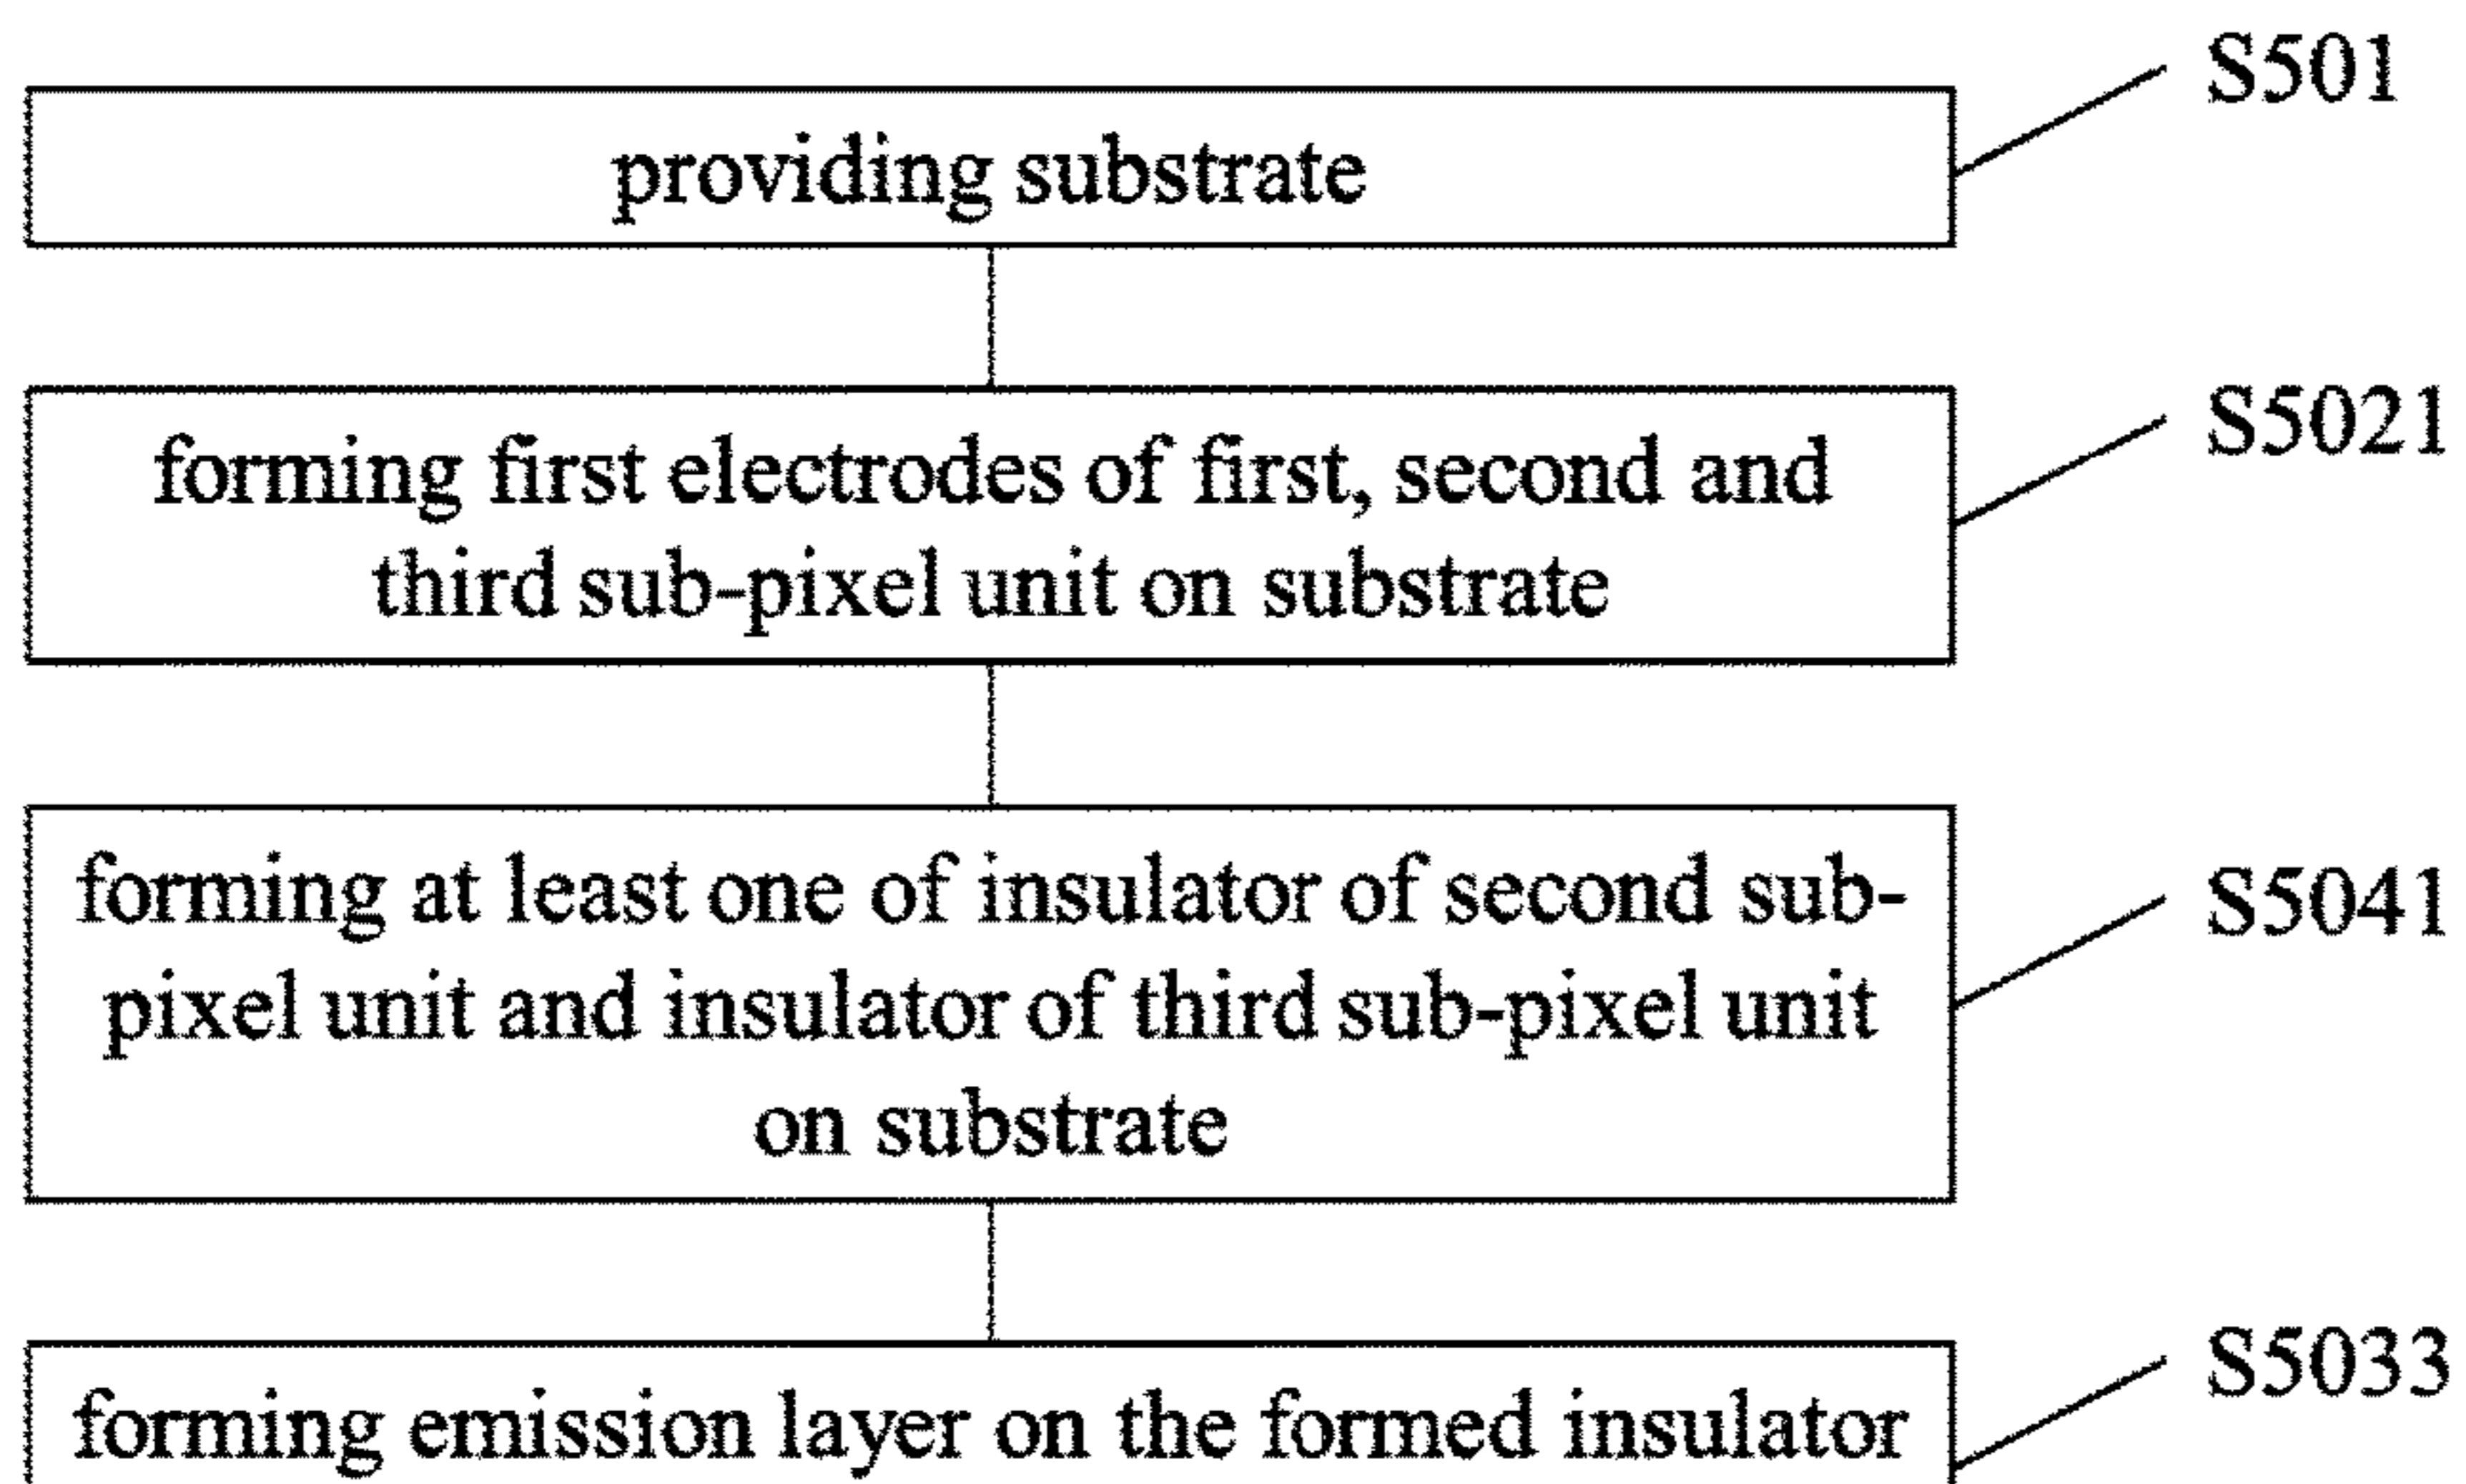 S501
providing substrate
S5021
forming first electrodes of first, second and
third sub-pixel unit on substrate
S5041
forming at least one of insulator of second sub-
pixel unit and insulator of third sub-pixel unit
on substrate
S5033
forming emission layer on the formed insulator